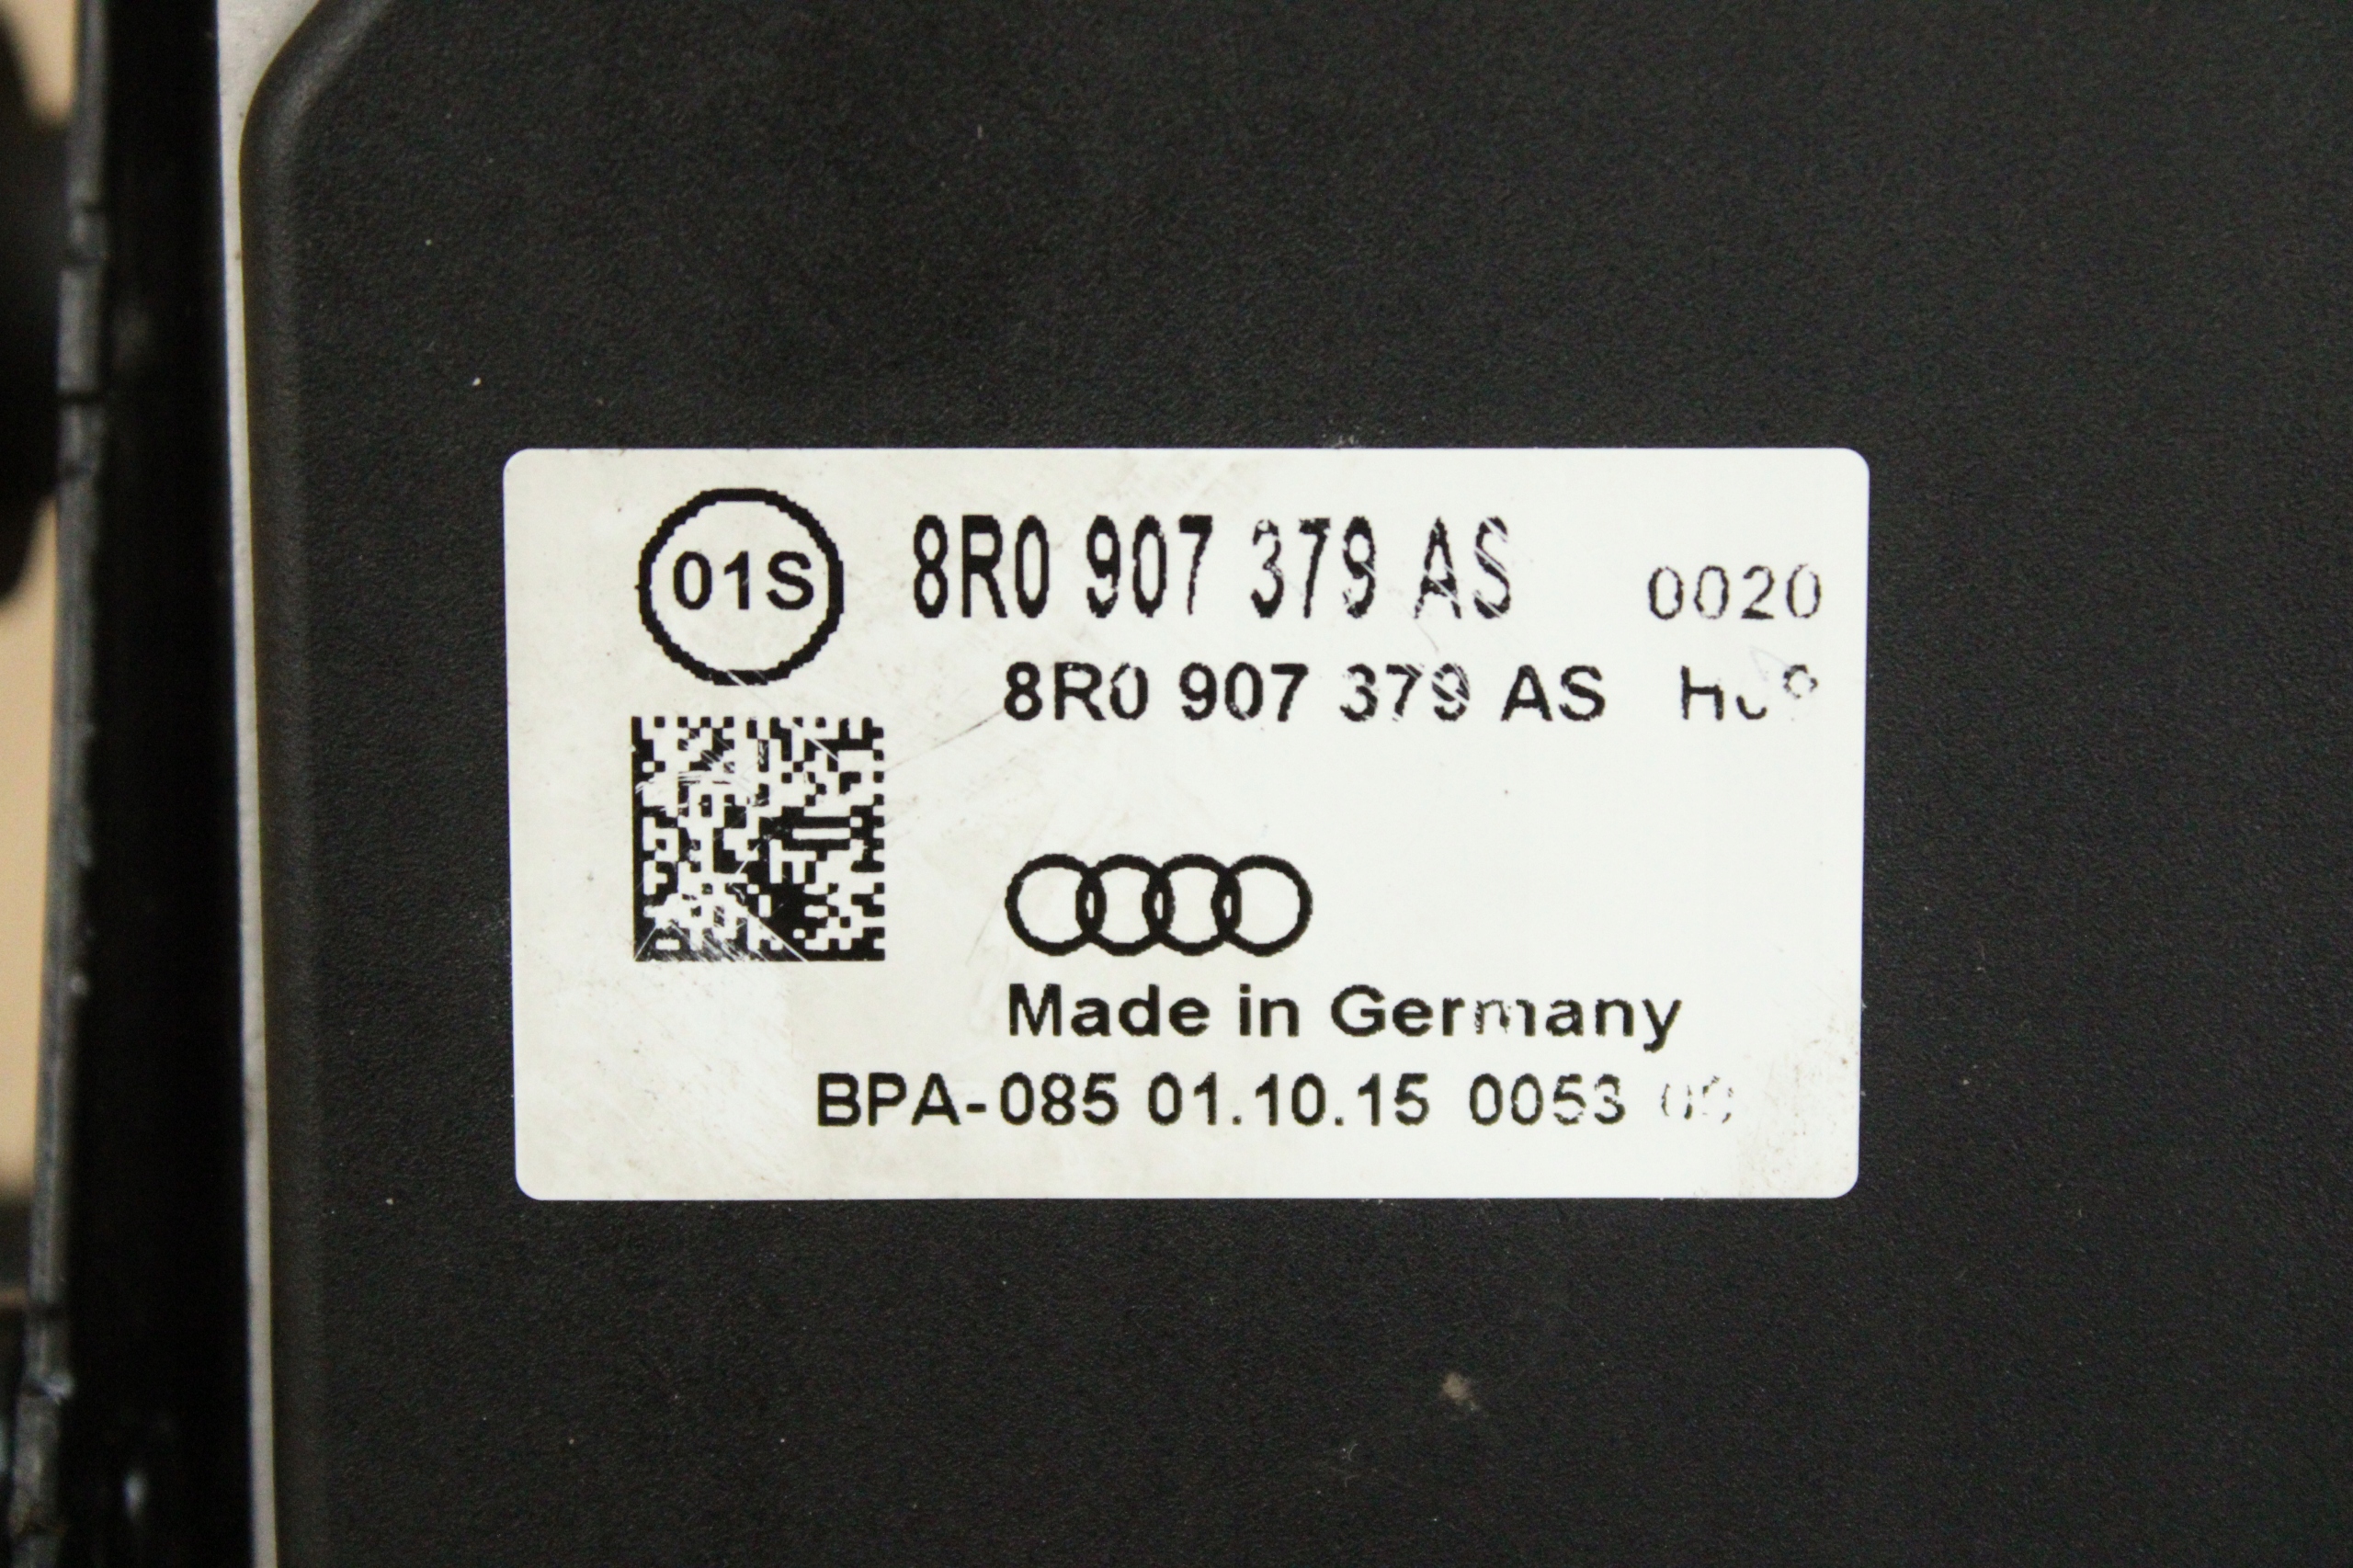 01S 8R0 907 379 AS 0020
8R0 907 379 AS
Made in Germany
BPA-085 01.10.15 0053